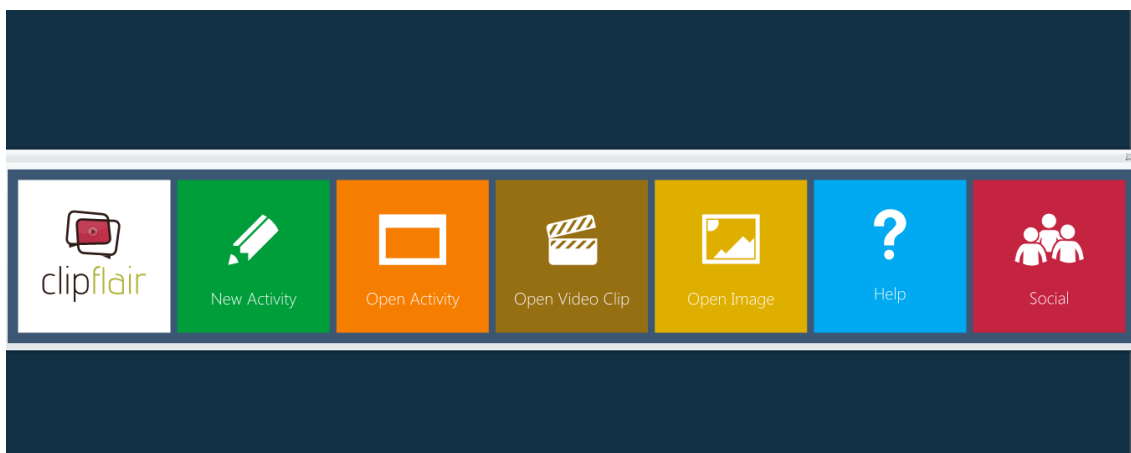 clipflair
New Activity
Open Activity
Open Video Clip
Open Image
Help
Social